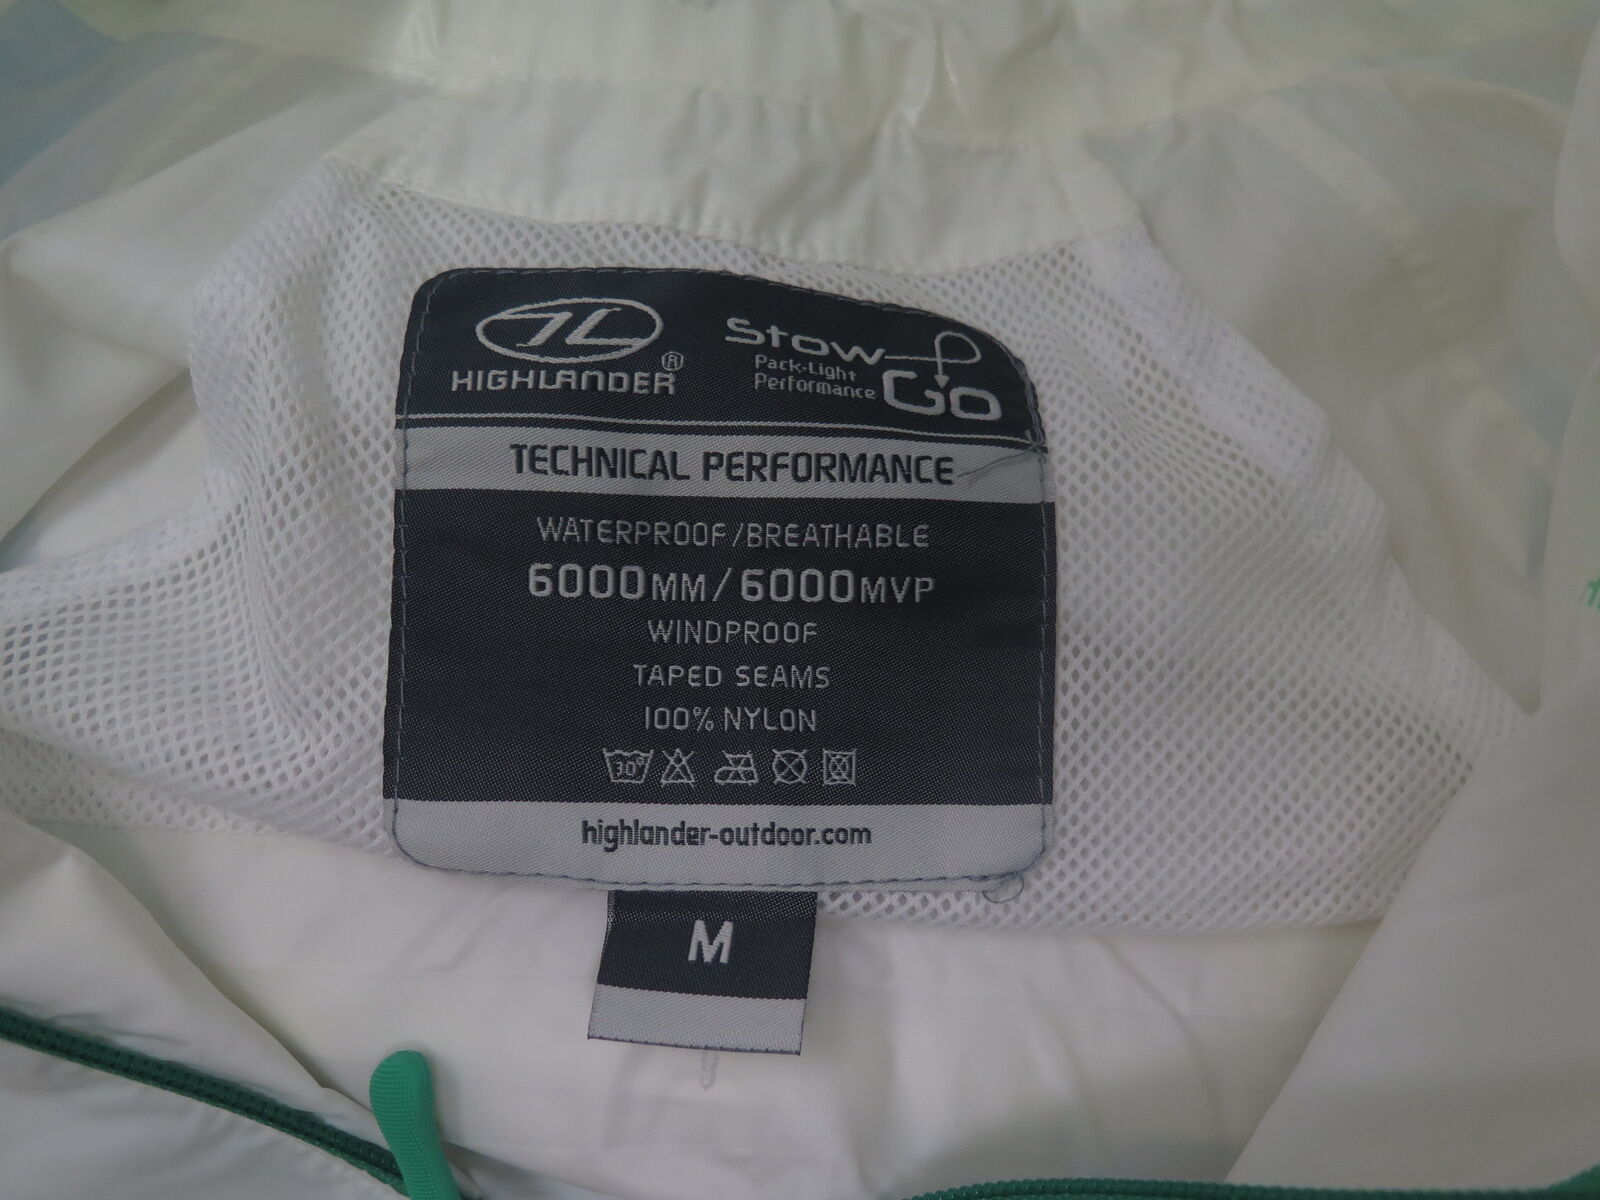 HIGHLANDER®
Stow
Pack-Light
Performance
Go
TECHNICAL PERFORMANCE
WATERPROOF/BREATHABLE
6000MM/6000MVP
WINDPROOF
TAPED SEAMS
100% NYLON
30°
highlander-outdoor.com
M